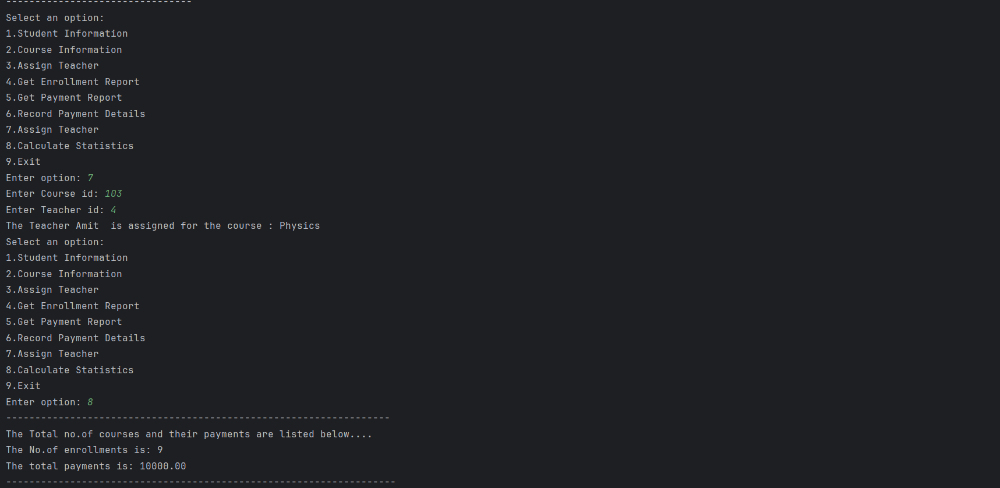 --------------------------------
Select an option:
1.Student Information
2.Course Information
3.Assign Teacher
4.Get Enrollment Report
5.Get Payment Report
6.Record Payment Details
7.Assign Teacher
8.Calculate Statistics
9.Exit
Enter option: 7
Enter Course id: 103
Enter Teacher id: 4
The Teacher Amit  is assigned for the course : Physics
Select an option:
1.Student Information
2.Course Information
3.Assign Teacher
4.Get Enrollment Report
5.Get Payment Report
6.Record Payment Details
7.Assign Teacher
8.Calculate Statistics
9.Exit
Enter option: 8
------------------------------------------------------------------
The Total no.of courses and their payments are listed below....
The No.of enrollments is: 9
The total payments is: 10000.00
-------------------------------------------------------------------